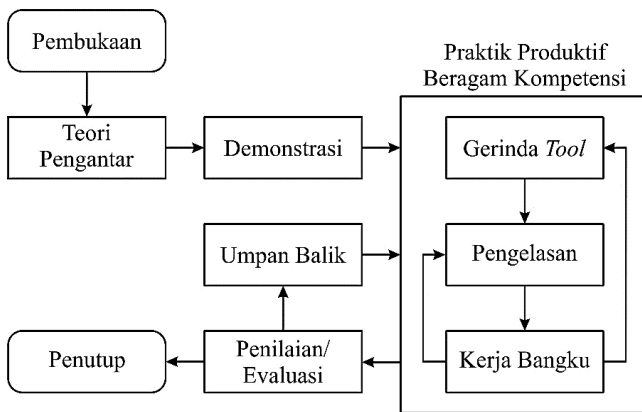 Pembukaan
Praktik Produktif
Beragam Kompetensi
Teori
Pengantar
Demonstrasi
Gerinda Tool
Umpan Balik
Pengelasan
Penutup
Penilaian/
Evaluasi
Kerja Bangku